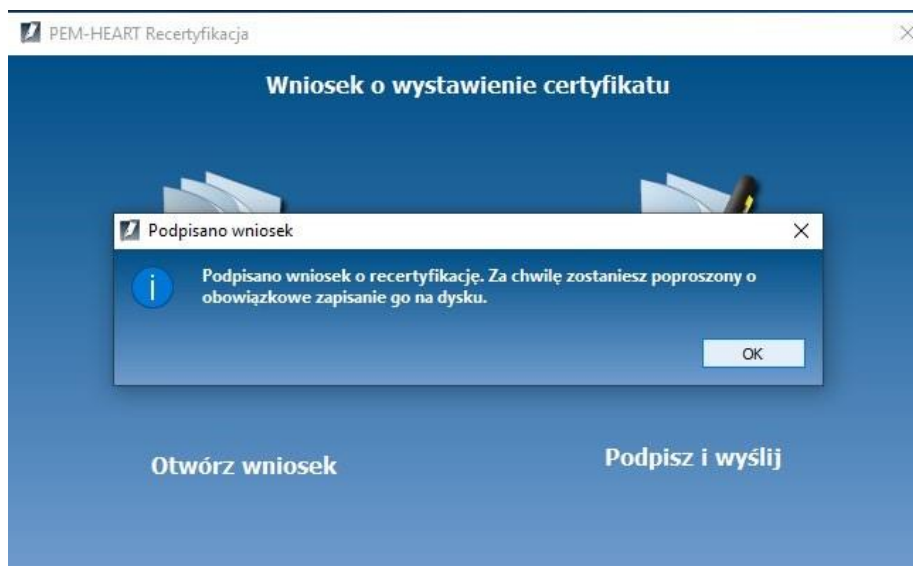 PEM-HEART Recertyfikacja
Wniosek o wystawienie certyfikatu
Podpisano wniosek
Podpisano wniosek o recertyfikację. Za chwilę zostaniesz poproszony o
obowiązkowe zapisanie go na dysku.
OK
Otwórz wniosek
Podpisz i wyślij